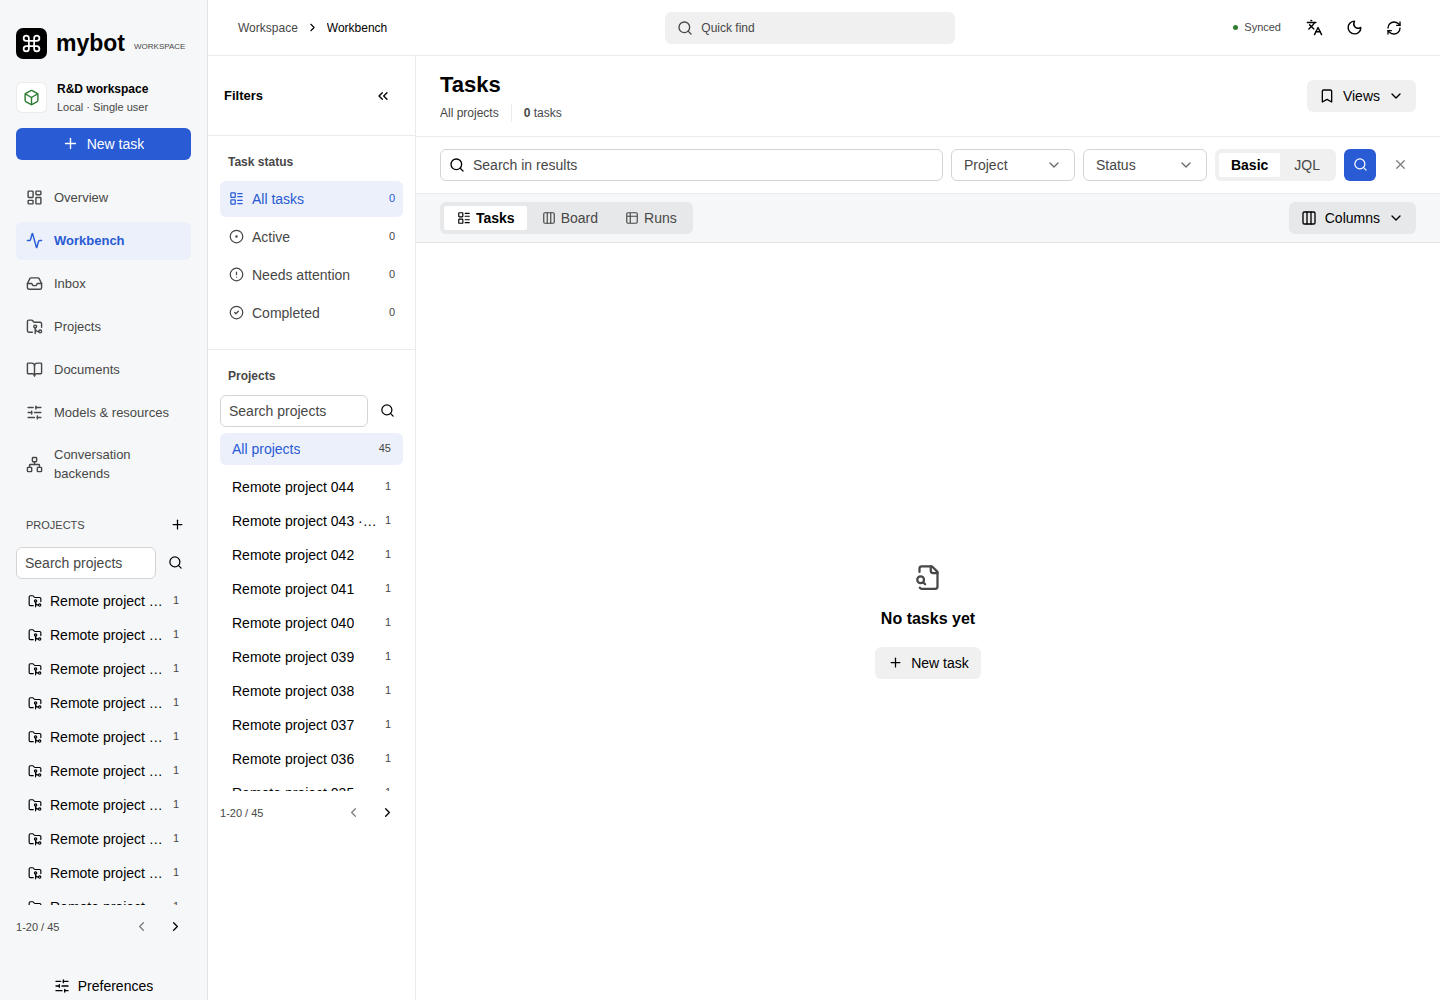 mybot WORKSPACE
R&D workspace
Local · Single user
New task
Overview
Workbench
Inbox
Projects
Documents
Models & resources
Conversation
backends
PROJECTS
Search projects
Remote project … 1
Remote project … 1
Remote project … 1
Remote project … 1
Remote project … 1
Remote project … 1
Remote project … 1
Remote project … 1
Remote project … 1
1-20 / 45
Preferences
Workspace Workbench
Quick find
Synced
Filters
Task status
All tasks 0
Active 0
Needs attention 0
Completed 0
Projects
Search projects
All projects 45
Remote project 044 1
Remote project 043 ·… 1
Remote project 042 1
Remote project 041 1
Remote project 040 1
Remote project 039 1
Remote project 038 1
Remote project 037 1
Remote project 036 1
Remote project 035 1
1-20 / 45
Tasks
All projects 0 tasks
Views
Search in results
Project
Status
Basic JQL
Tasks Board Runs
Columns
No tasks yet
New task